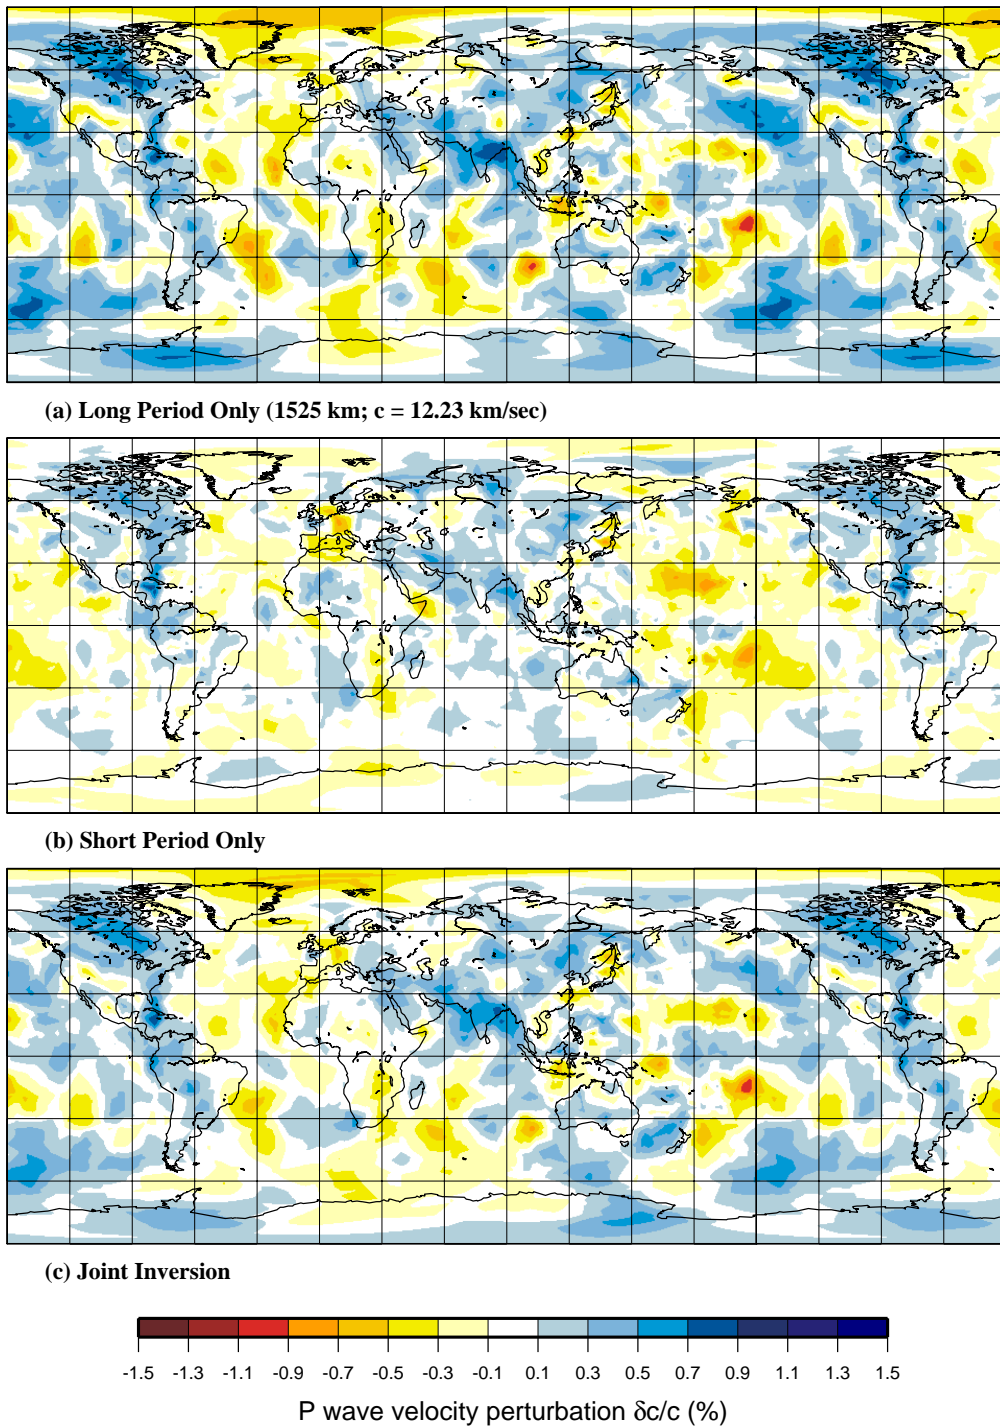 (a) Long Period Only (1525 km; c = 12.23 km/sec)
(b) Short Period Only
(c) Joint Inversion
-1.5 -1.3 -1.1 -0.9 -0.7 -0.5 -0.3 -0.1 0.1 0.3 0.5 0.7 0.9 1.1 1.3 1.5
P wave velocity perturbation δc/c (%)